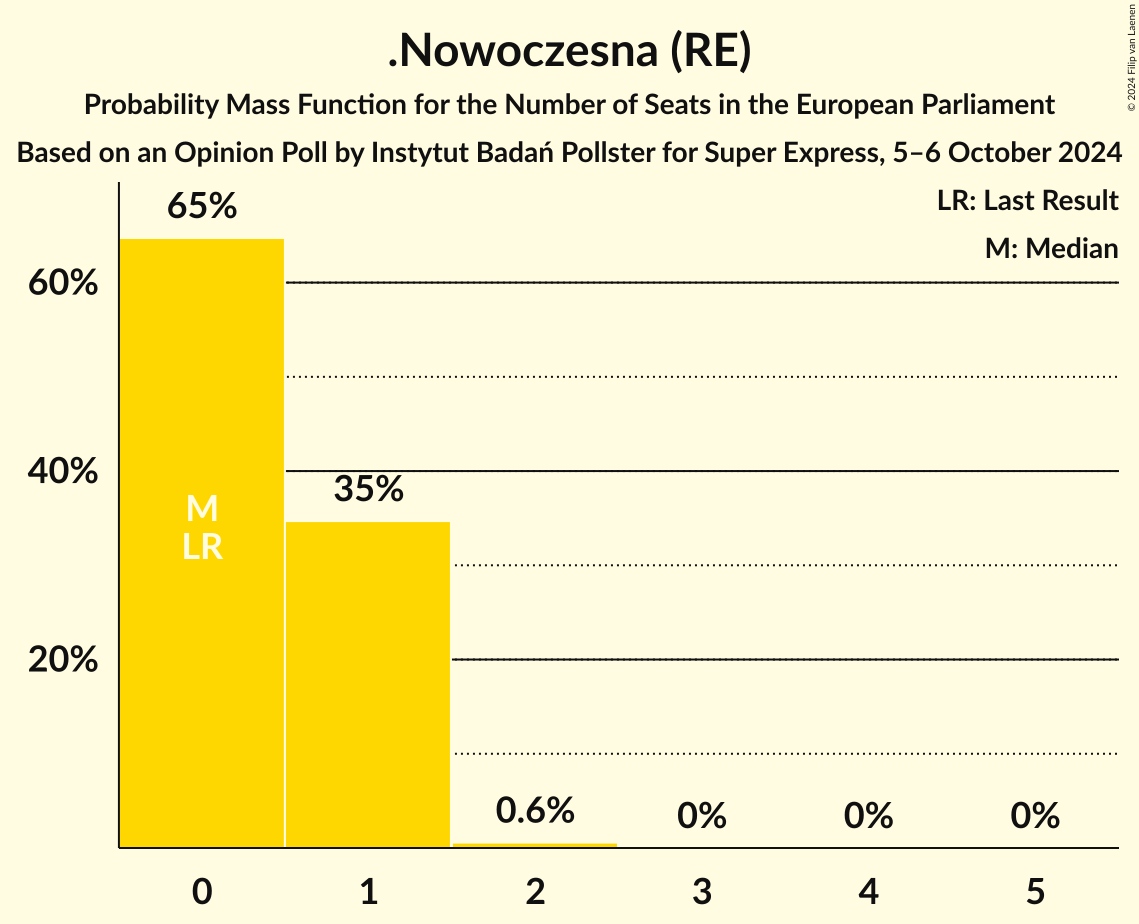 .Nowoczesna (RE)
Probability Mass Function for the Number of Seats in the European Parliament
Based on an Opinion Poll by Instytut Badań Pollster for Super Express, 5–6 October 2024
© 2024 Filip van Laenen
LR: Last Result
M: Median
65%
60%
40%
35%
M
LR
20%
0.6%
0%
0%
0%
0
1
2
3
4
5